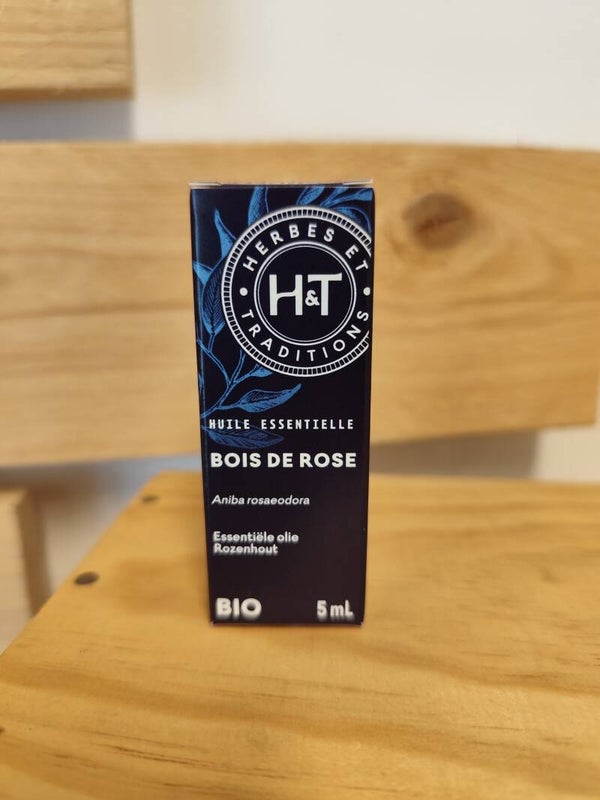 HERBES ET
H&T
TRADITIONS
HUILE ESSENTIELLE
BOIS DE ROSE
Aniba rosaeodora
Essentiële olie
Rozenhout
BIO 5 mL